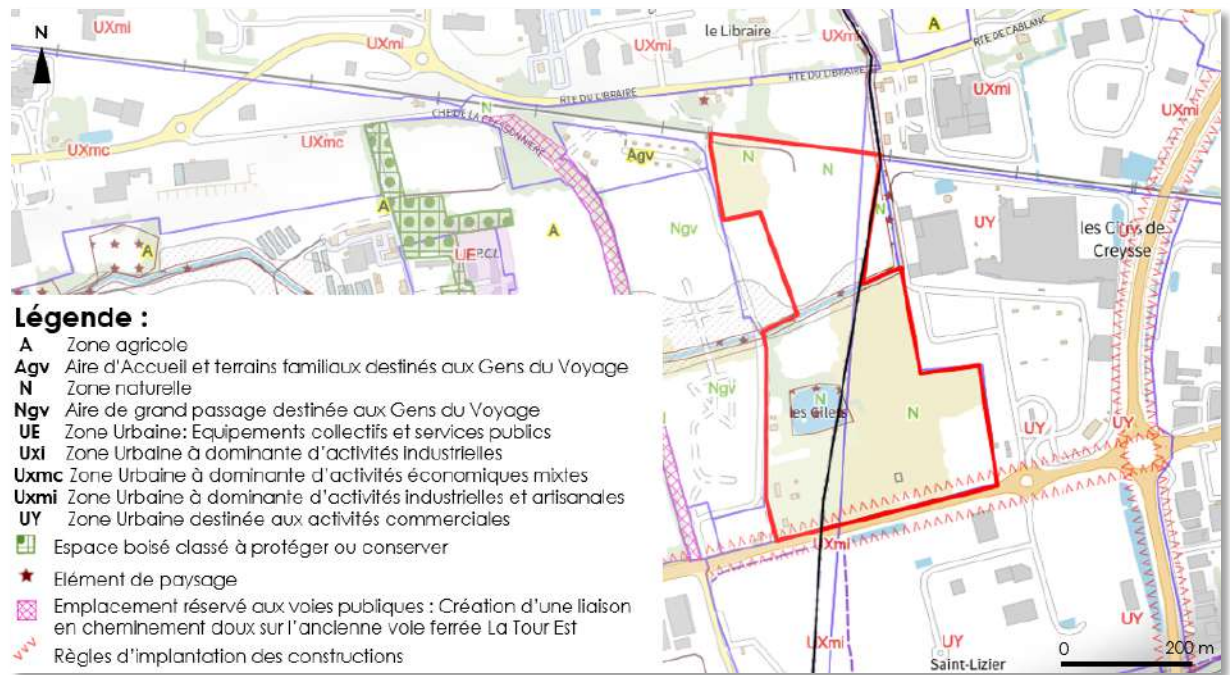 N
UXmi
UXmi
UXmi
le Libraire
UXmi
A
RTE DE CABLANC
RTE DU LIBRAIRE
RTE DU LIBRAIRE
UXmi
UXmi
N
UXmc
UXmc
Agv
N
N
N
A
A
A
UE
Ngv
UY
les Cités de
Creysse
UY
Ngv
N
N
UY
UY
UXmi
UXmi
UY
UY
Saint-Lizier
0
200 m
Légende :
A Zone agricole
Agv Aire d'Accueil et terrains familiaux destinés aux Gens du Voyage
N Zone naturelle
Ngv Aire de grand passage destinée aux Gens du Voyage
UE Zone Urbaine: Equipements collectifs et services publics
Uxi Zone Urbaine à dominante d'activités industrielles
Uxmc Zone Urbaine à dominante d'activités économiques mixtes
Uxmi Zone Urbaine à dominante d'activités industrielles et artisanales
UY Zone Urbaine destinée aux activités commerciales
Espace boisé classé à protéger ou conserver
Elément de paysage
Emplacement réservé aux voies publiques : Création d'une liaison
en cheminement doux sur l'ancienne voie ferrée La Tour Est
Règles d'implantation des constructions